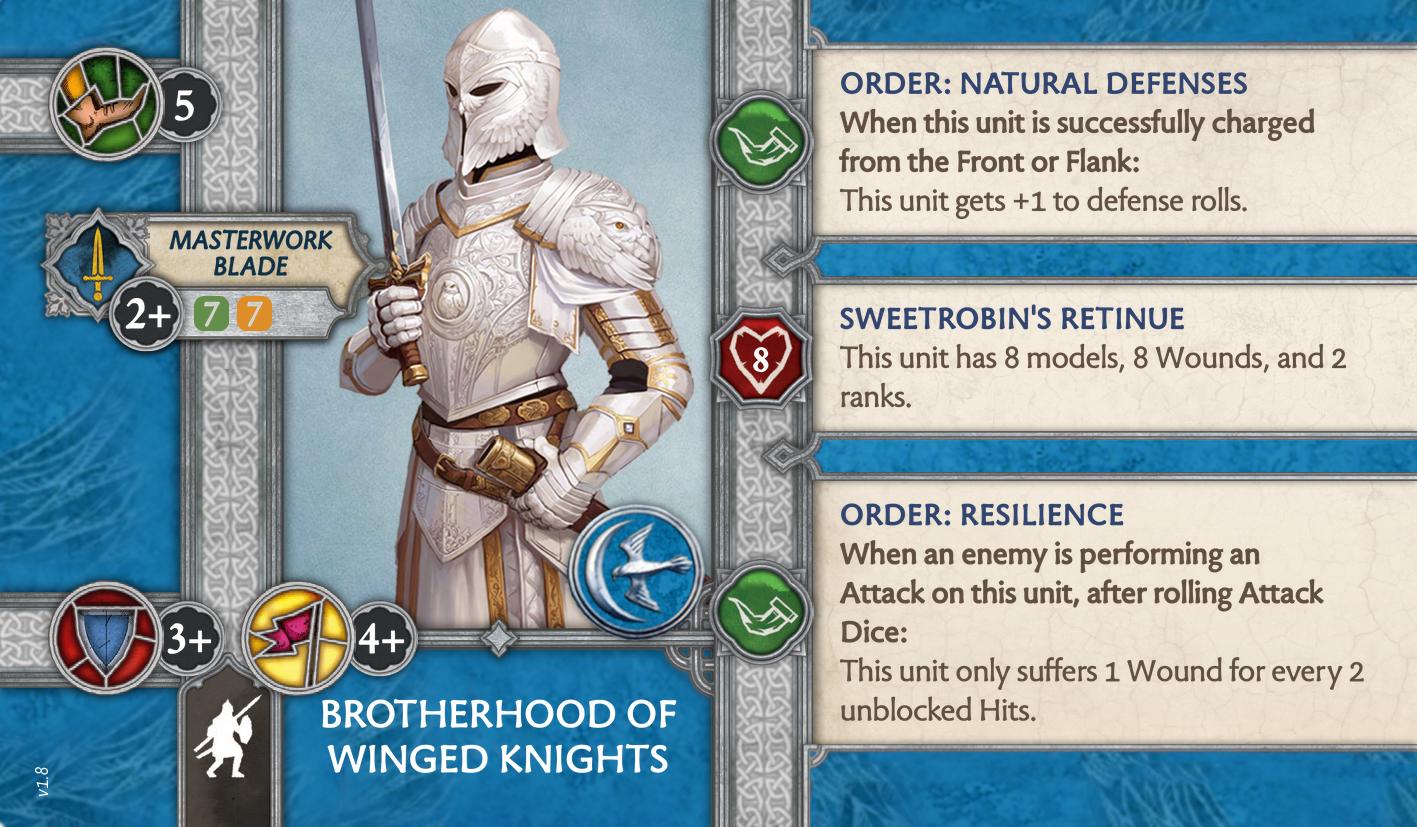 5
MASTERWORK
BLADE
2+ 7 7
3+ 4+
BROTHERHOOD OF
WINGED KNIGHTS
v1.8
ORDER: NATURAL DEFENSES
When this unit is successfully charged
from the Front or Flank:
This unit gets +1 to defense rolls.
8
SWEETROBIN'S RETINUE
This unit has 8 models, 8 Wounds, and 2
ranks.
ORDER: RESILIENCE
When an enemy is performing an
Attack on this unit, after rolling Attack
Dice:
This unit only suffers 1 Wound for every 2
unblocked Hits.